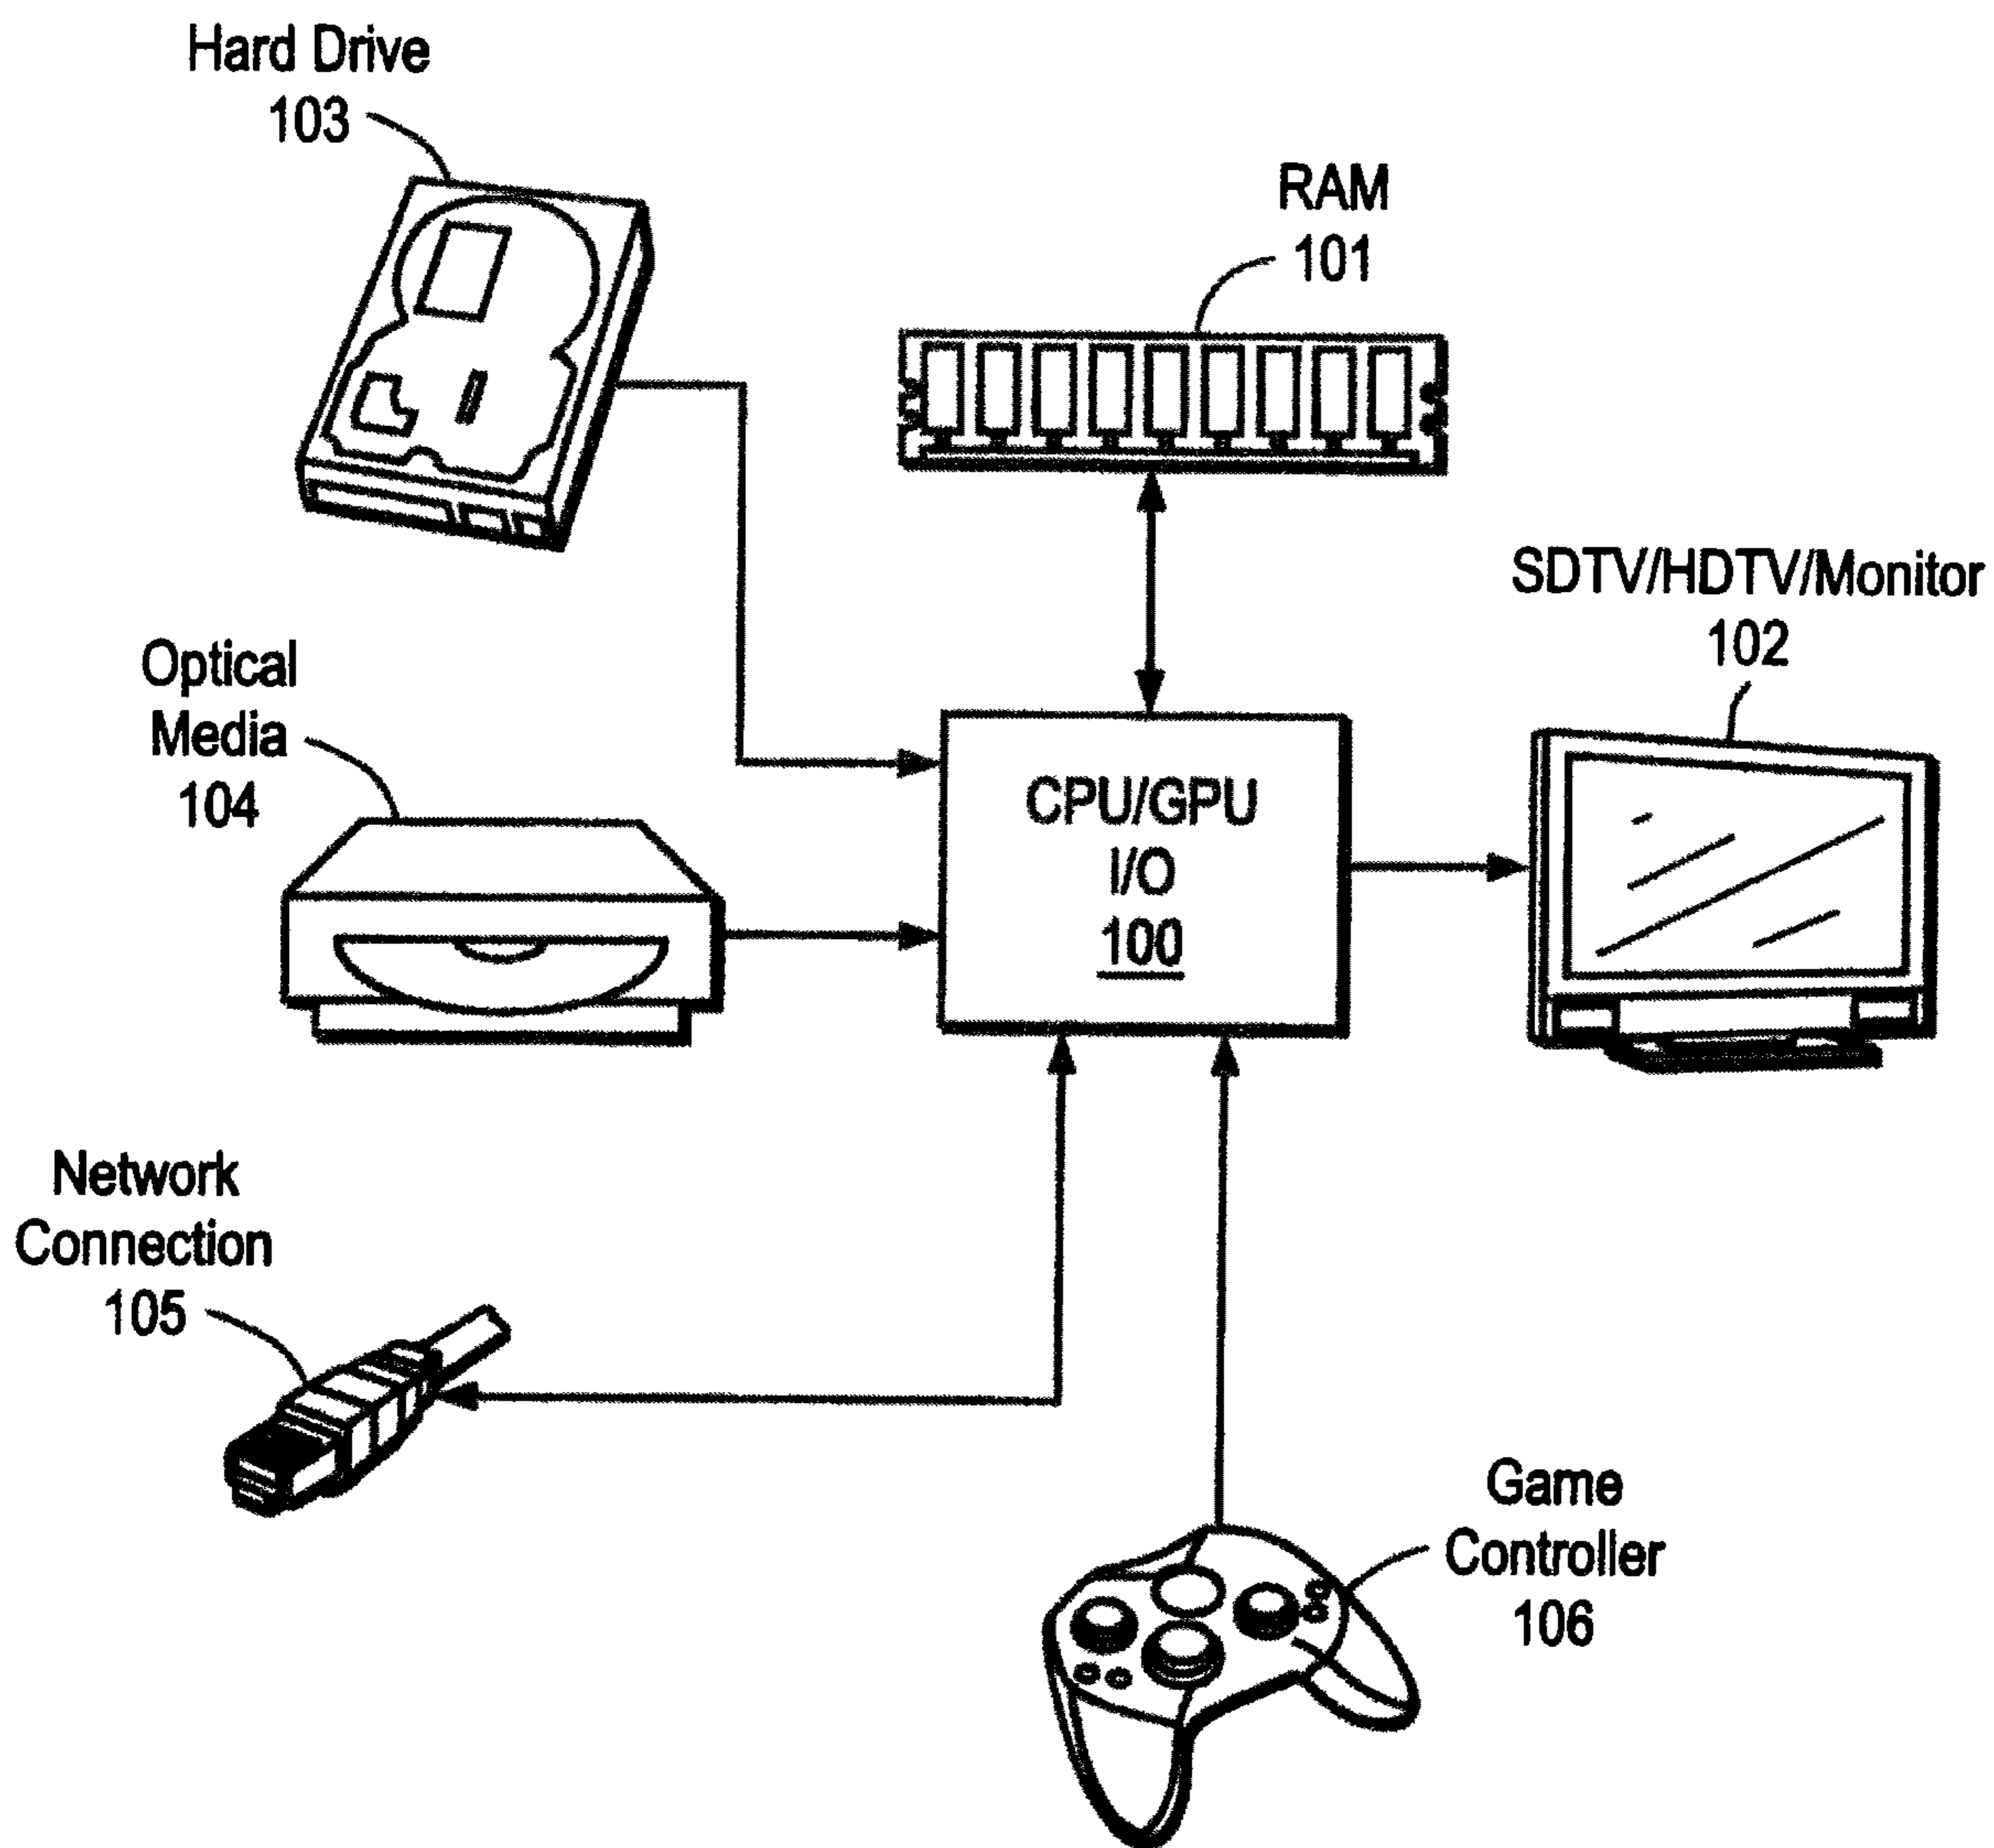 Hard Drive
103
RAM
101
SDTV/HDTV/Monitor
102
Optical
Media
104
CPU/GPU
I/O
100
Network
Connection
105
Game
Controller
106